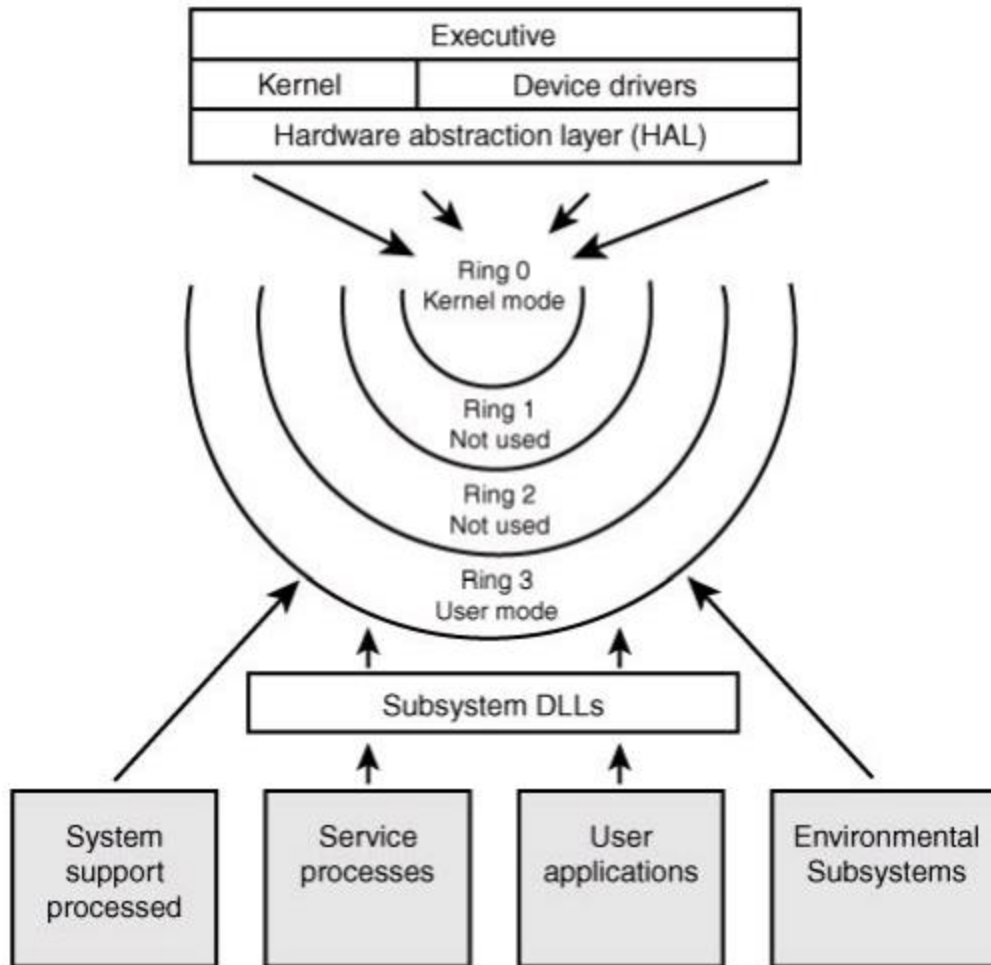 Executive
Kernel
Device drivers
Hardware abstraction layer (HAL)
Ring 0
Kernel mode
Ring 1
Not used
Ring 2
Not used
Ring 3
User mode
Subsystem DLLs
System
support
processed
Service
processes
User
applications
Environmental
Subsystems